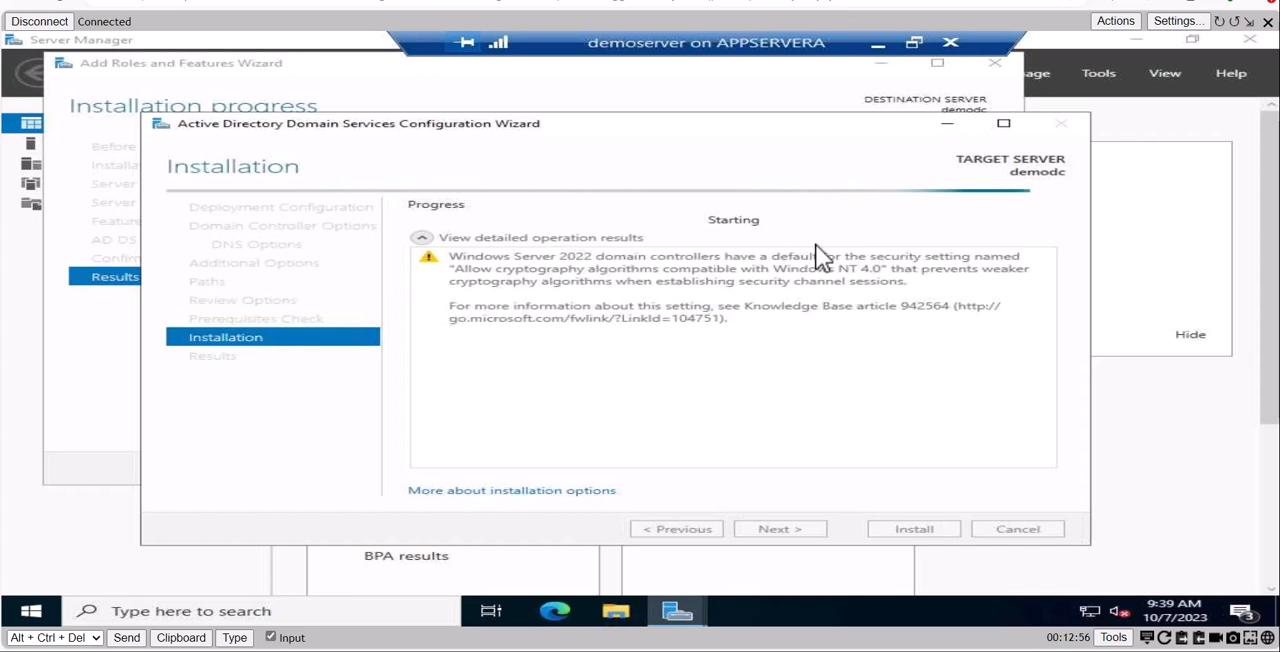 Disconnect Connected
Actions Settings...
Server Manager
demoserver on APPSERVERA
Add Roles and Features Wizard
Tools View Help
Installation progress
DESTINATION SERVER
demodc
Active Directory Domain Services Configuration Wizard
Before
Installation
TARGET SERVER
demodc
Server
Server
AD DS
Results
Deployment Configuration
Domain Controller Options
DNS Options
Additional Options
Paths
Review Options
Prerequisites Check
Installation
Results
Progress
Starting
View detailed operation results
Windows Server 2022 domain controllers have a default for the security setting named
"Allow cryptography algorithms compatible with Windows NT 4.0" that prevents weaker
cryptography algorithms when establishing security channel sessions.
For more information about this setting, see Knowledge Base article 942564 (http://
go.microsoft.com/fwlink/?LinkId=104751).
More about installation options
< Previous Next > Install Cancel
Hide
BPA results
Type here to search
9:39 AM
10/7/2023
3
Alt + Ctrl + Del Send Clipboard Type Input
00:12:56 Tools